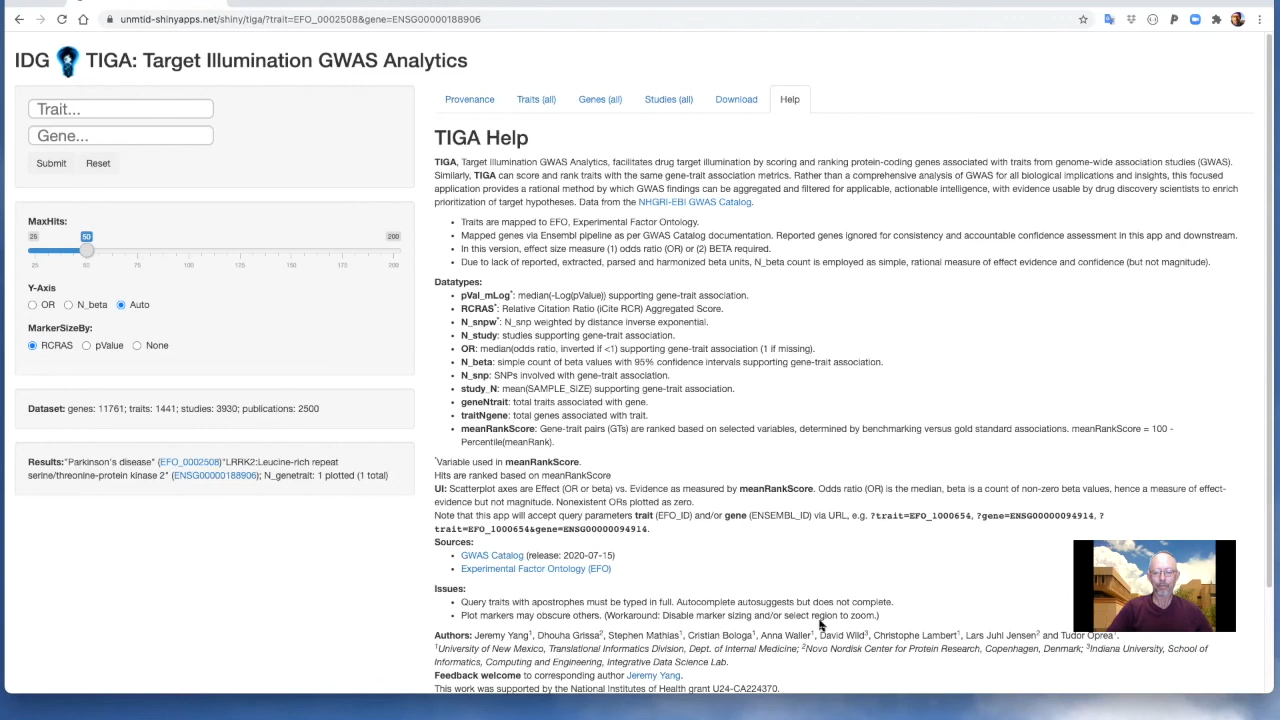 unmtid-shinyapps.net/shiny/tiga/?trait=EFO_0002508&gene=ENSG00000188906
IDG TIGA: Target Illumination GWAS Analytics
Trait...
Gene...
Submit Reset
MaxHits:
25 50 200
25 50 75 100 125 150 175 200
Y-Axis
OR N_beta Auto
MarkerSizeBy:
RCRAS pValue None
Dataset: genes: 11761; traits: 1441; studies: 3930; publications: 2500
Results:"Parkinson's disease" (EFO_0002508)"LRRK2:Leucine-rich repeat
serine/threonine-protein kinase 2" (ENSG00000188906); N_genetrait: 1 plotted (1 total)
Provenance Traits (all) Genes (all) Studies (all) Download Help
TIGA Help
TIGA, Target Illumination GWAS Analytics, facilitates drug target illumination by scoring and ranking protein-coding genes associated with traits from genome-wide association studies (GWAS).
Similarly, TIGA can score and rank traits with the same gene-trait association metrics. Rather than a comprehensive analysis of GWAS for all biological implications and insights, this focused
application provides a rational method by which GWAS findings can be aggregated and filtered for applicable, actionable intelligence, with evidence usable by drug discovery scientists to enrich
prioritization of target hypotheses. Data from the NHGRI-EBI GWAS Catalog.
• Traits are mapped to EFO, Experimental Factor Ontology.
• Mapped genes via Ensembl pipeline as per GWAS Catalog documentation. Reported genes ignored for consistency and accountable confidence assessment in this app and downstream.
• In this version, effect size measure (1) odds ratio (OR) or (2) BETA required.
• Due to lack of reported, extracted, parsed and harmonized beta units, N_beta count is employed as simple, rational measure of effect evidence and confidence (but not magnitude).
Datatypes:
• pVal_mLog*: median(-Log(pValue)) supporting gene-trait association.
• RCRAS*: Relative Citation Ratio (iCite RCR) Aggregated Score.
• N_snpw*: N_snp weighted by distance inverse exponential.
• N_study: studies supporting gene-trait association.
• OR: median(odds ratio, inverted if <1) supporting gene-trait association (1 if missing).
• N_beta: simple count of beta values with 95% confidence intervals supporting gene-trait association.
• N_snp: SNPs involved with gene-trait association.
• study_N: mean(SAMPLE_SIZE) supporting gene-trait association.
• geneNtrait: total traits associated with gene.
• traitNgene: total genes associated with trait.
• meanRankScore: Gene-trait pairs (GTs) are ranked based on selected variables, determined by benchmarking versus gold standard associations. meanRankScore = 100 -
Percentile(meanRank).
*Variable used in meanRankScore.
Hits are ranked based on meanRankScore
UI: Scatterplot axes are Effect (OR or beta) vs. Evidence as measured by meanRankScore. Odds ratio (OR) is the median, beta is a count of non-zero beta values, hence a measure of effect-
evidence but not magnitude. Nonexistent ORs plotted as zero.
Note that this app will accept query parameters trait (EFO_ID) and/or gene (ENSEMBL_ID) via URL, e.g. ?trait=EFO_1000654, ?gene=ENSG00000094914, ?
trait=EFO_1000654&gene=ENSG00000094914.
Sources:
• GWAS Catalog (release: 2020-07-15)
• Experimental Factor Ontology (EFO)
Issues:
• Query traits with apostrophes must be typed in full. Autocomplete autosuggests but does not complete.
• Plot markers may obscure others. (Workaround: Disable marker sizing and/or select region to zoom.)
Authors: Jeremy Yang1, Dhouha Grissa2, Stephen Mathias1, Cristian Bologa1, Anna Waller1, David Wild3, Christophe Lambert1, Lars Juhl Jensen2 and Tudor Oprea1.
1University of New Mexico, Translational Informatics Division, Dept. of Internal Medicine; 2Novo Nordisk Center for Protein Research, Copenhagen, Denmark; 3Indiana University, School of
Informatics, Computing and Engineering, Integrative Data Science Lab.
Feedback welcome to corresponding author Jeremy Yang.
This work was supported by the National Institutes of Health grant U24-CA224370.